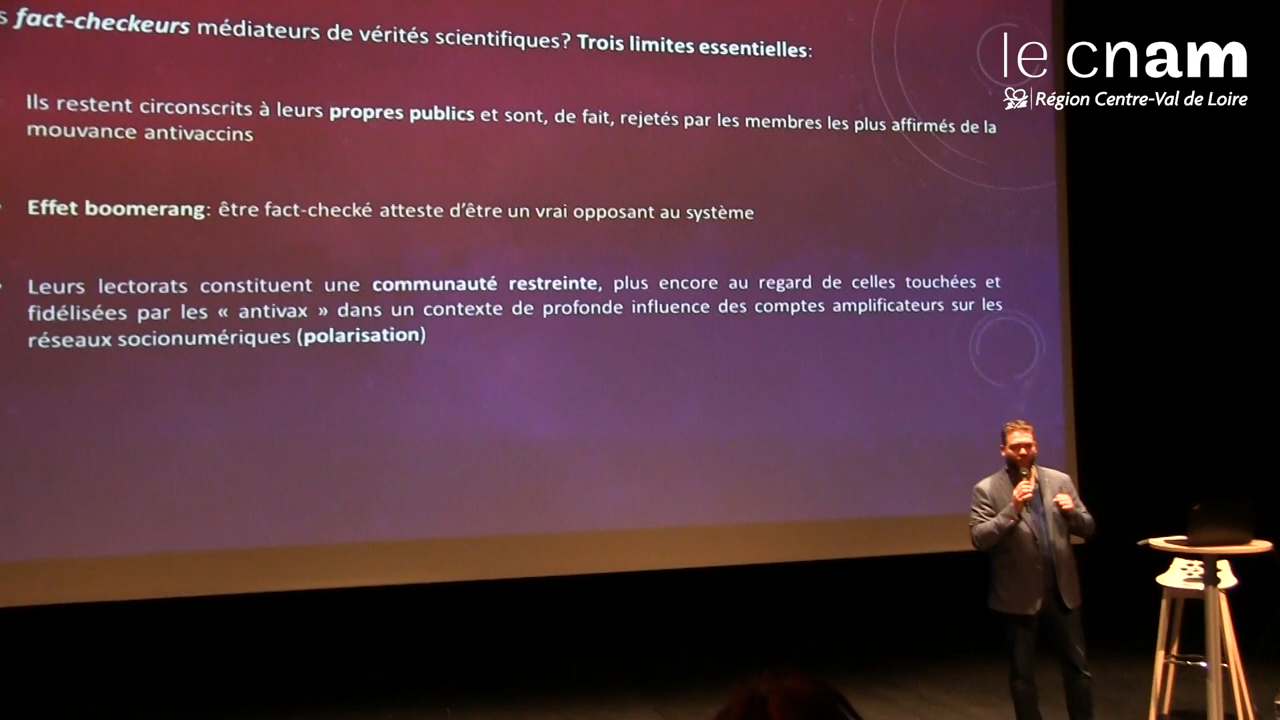 s fact-checkeurs médiateurs de vérités scientifiques? Trois limites essentielles:
le cnam
Région Centre-Val de Loire
Ils restent circonscrits à leurs propres publics et sont, de fait, rejetés par les membres les plus affirmés de la
mouvance antivaccins
Effet boomerang: être fact-checké atteste d'être un vrai opposant au système
Leurs lectorats constituent une communauté restreinte, plus encore au regard de celles touchées et
fidélisées par les « antivax » dans un contexte de profonde influence des comptes amplificateurs sur les
réseaux socionumériques (polarisation)